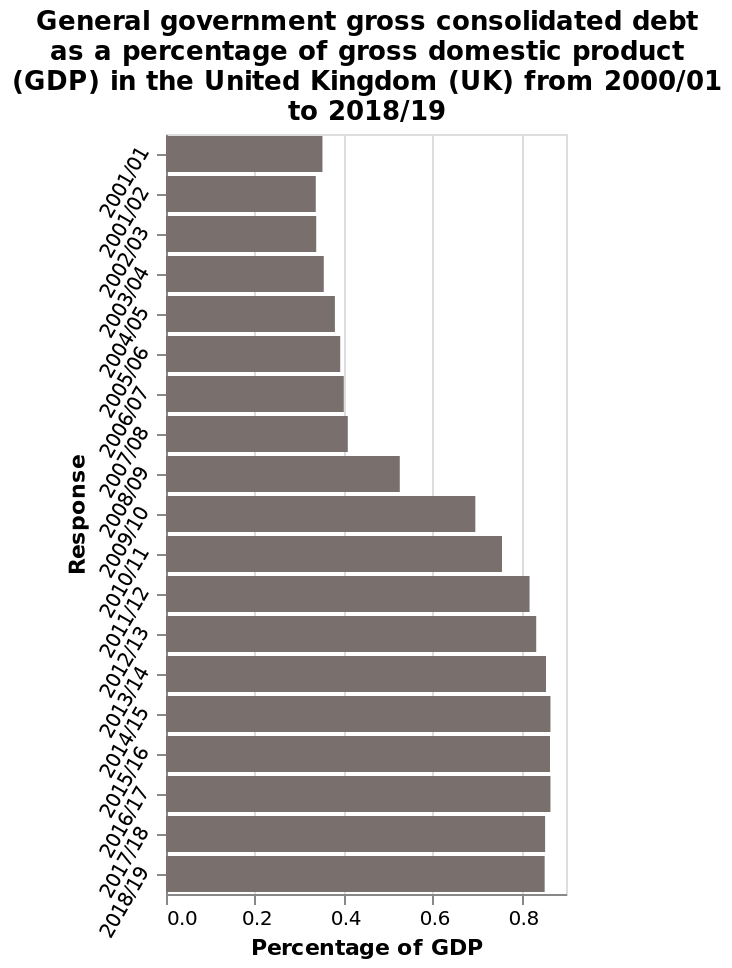 General government gross consolidated debt
as a percentage of gross domestic product
(GDP) in the United Kingdom (UK) from 2000/01
to 2018/19
Response
2001/01
2001/02
2002/03
2003/04
2004/05
2005/06
2006/07
2007/08
2008/09
2009/10
2010/11
2011/12
2012/13
2013/14
2014/15
2015/16
2016/17
2017/18
2018/19
0.0 0.2 0.4 0.6 0.8
Percentage of GDP